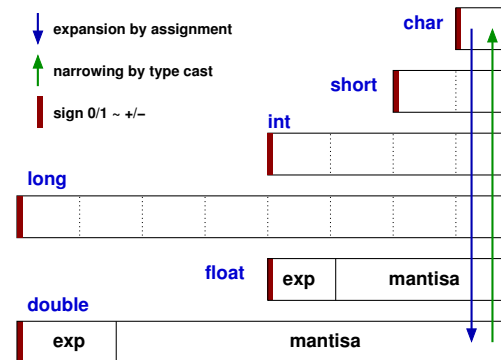 char
expansion by assignment
narrowing by type cast
short
sign 0/1 ~ +/−
int
long
float
exp
mantisa
double
exp
mantisa